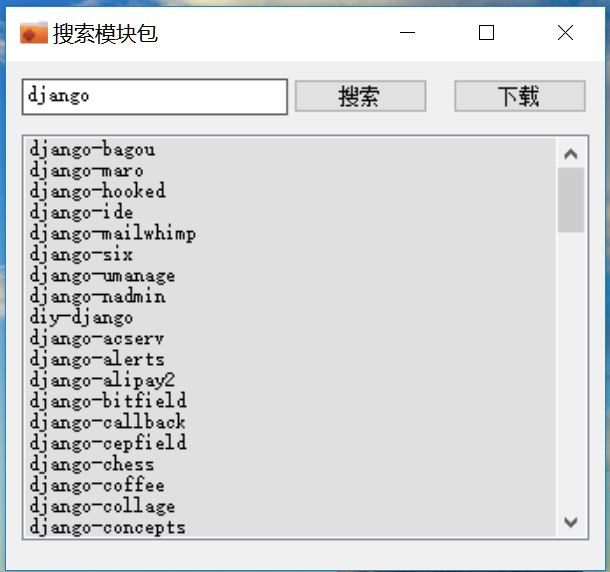 搜索模块包
django 搜索 下载
django-bagou
django-maro
django-hooked
django-ide
django-mailwhimp
django-six
django-umanage
django-nadmin
diy-django
django-acserv
django-alerts
django-alipay2
django-bitfield
django-callback
django-cepfield
django-chess
django-coffee
django-collage
django-concepts